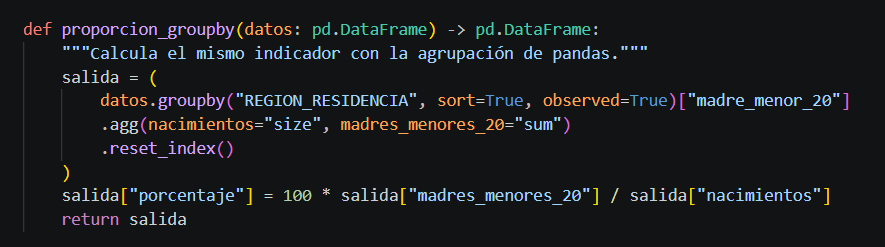 def proporcion_groupby(datos: pd.DataFrame) -> pd.DataFrame:
    """Calcula el mismo indicador con la agrupación de pandas."""
    salida = (
        datos.groupby("REGION_RESIDENCIA", sort=True, observed=True)["madre_menor_20"]
        .agg(nacimientos="size", madres_menores_20="sum")
        .reset_index()
    )
    salida["porcentaje"] = 100 * salida["madres_menores_20"] / salida["nacimientos"]
    return salida